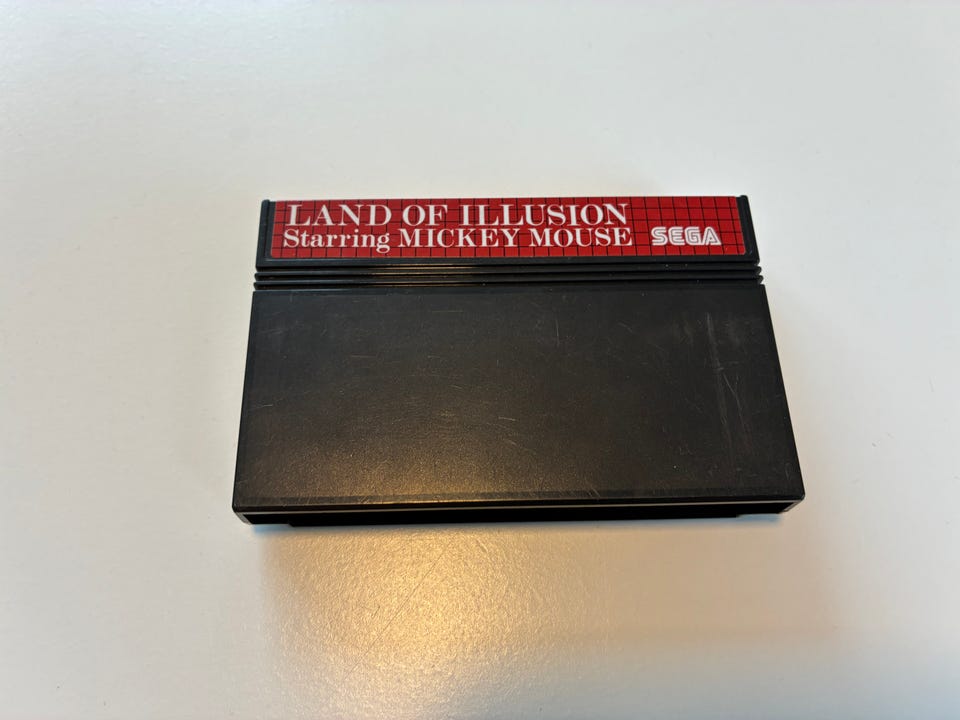 LAND OF ILLUSION
Starring MICKEY MOUSE
SEGA